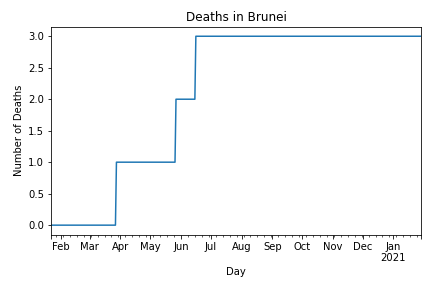 Deaths in Brunei
3.0
2.5
2.0
1.5
1.0
0.5
0.0
Number of Deaths
Feb Mar Apr May Jun Jul Aug Sep Oct Nov Dec Jan
2021
Day